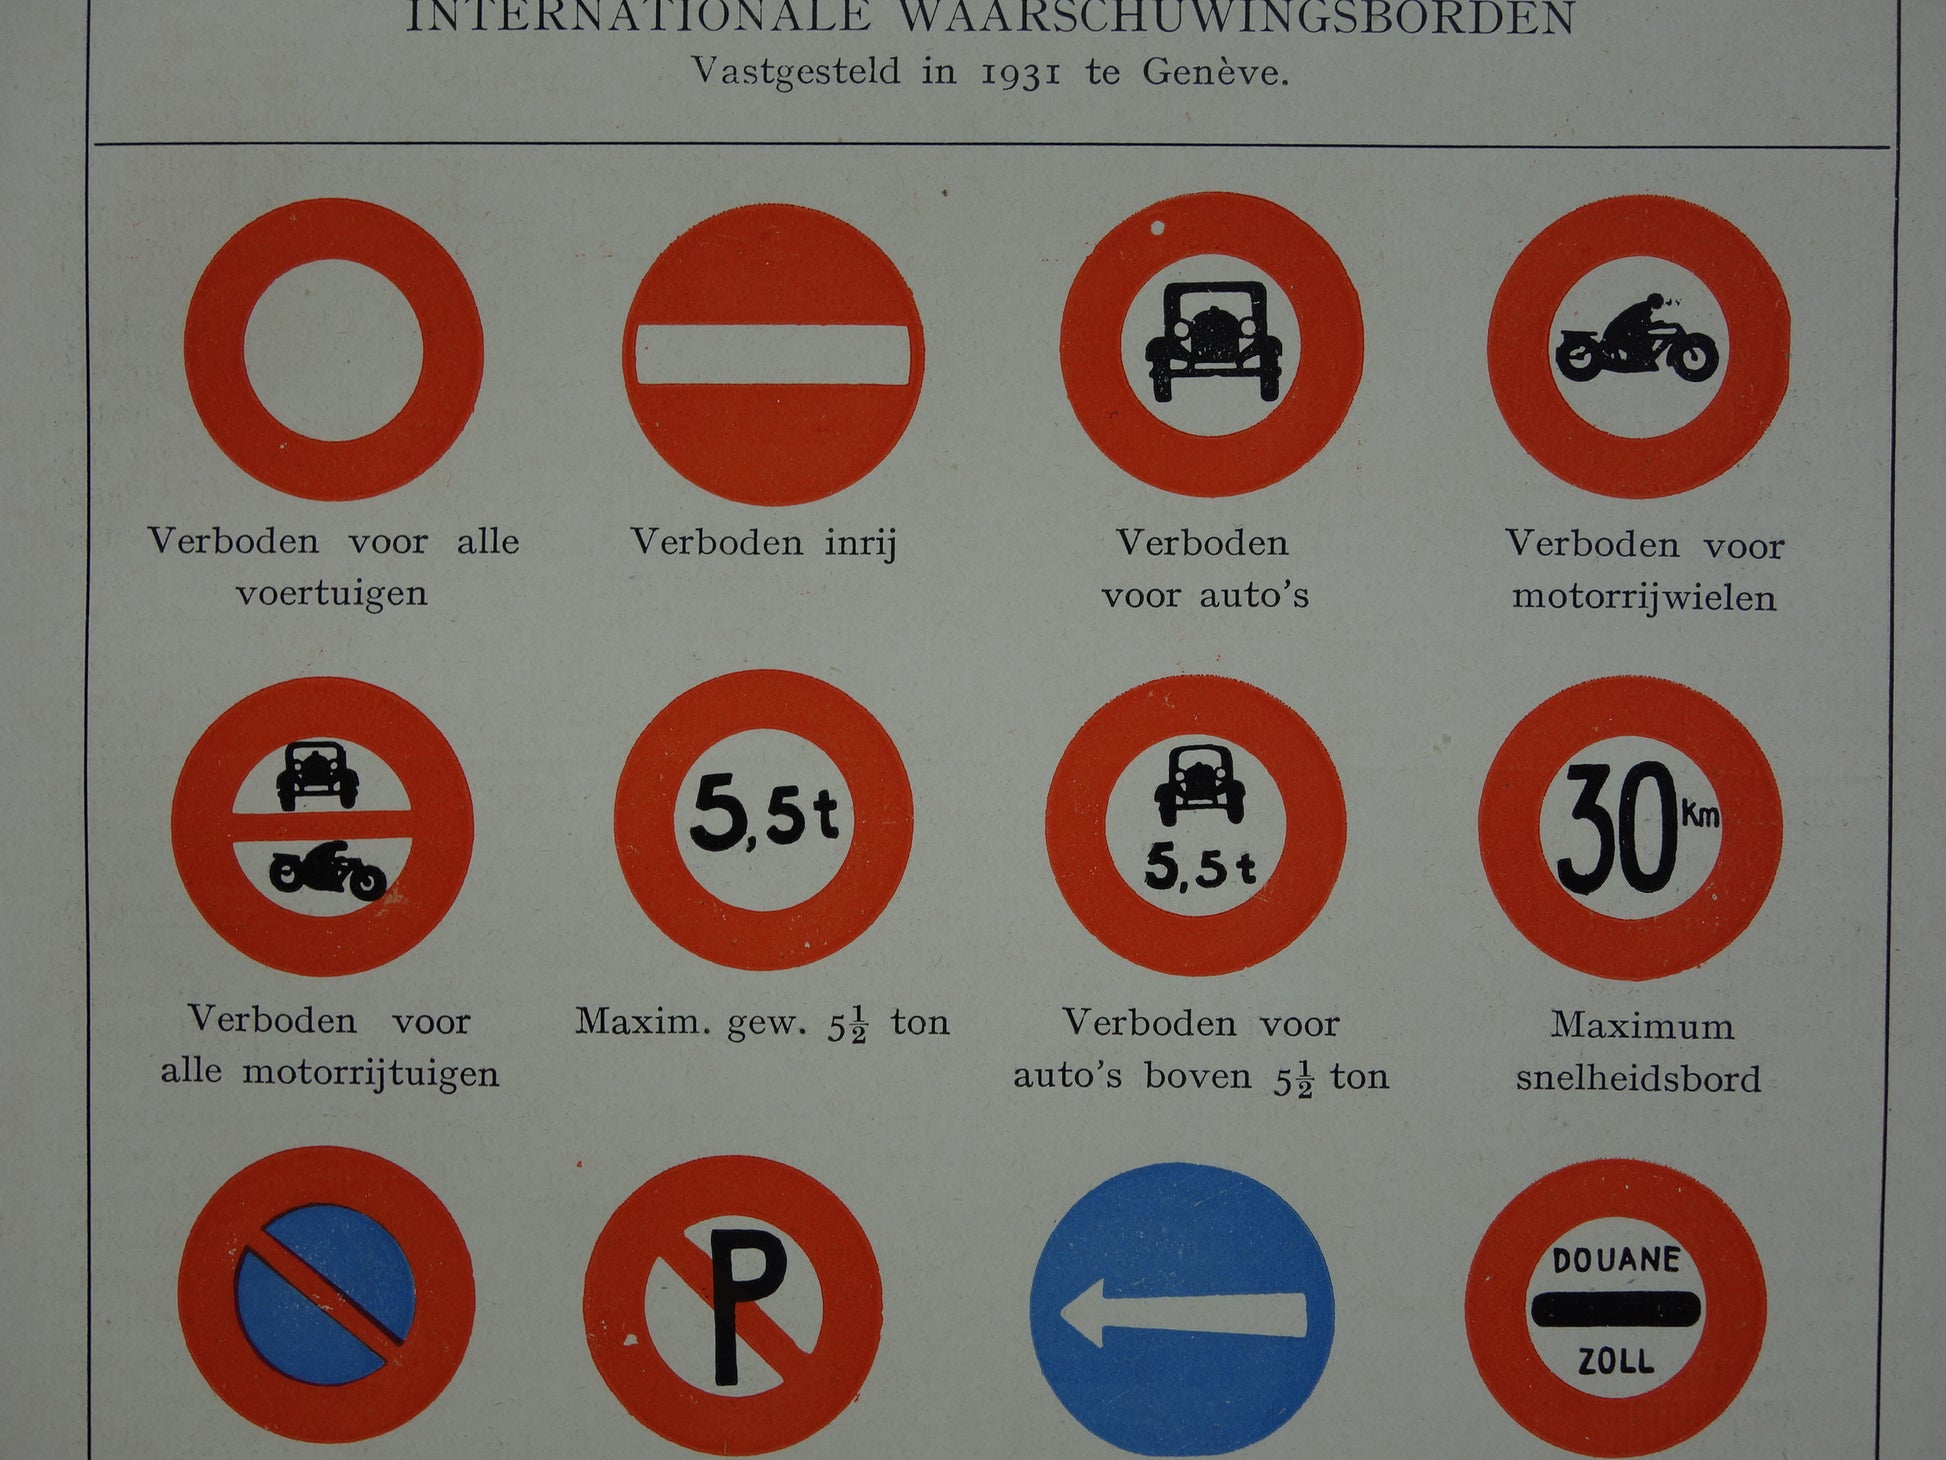 INTERNATIONALE WAARSCHUWINGSBORDEN
Vastgesteld in 1931 te Genève.
Verboden voor alle
voertuigen
Verboden inrij
Verboden
voor auto's
Verboden voor
motorrijwielen
5,5t
5,5t
30 Km
Verboden voor
alle motorrijtuigen
Maxim. gew. 5½ ton
Verboden voor
auto's boven 5½ ton
Maximum
snelheidsbord
P
DOUANE
ZOLL